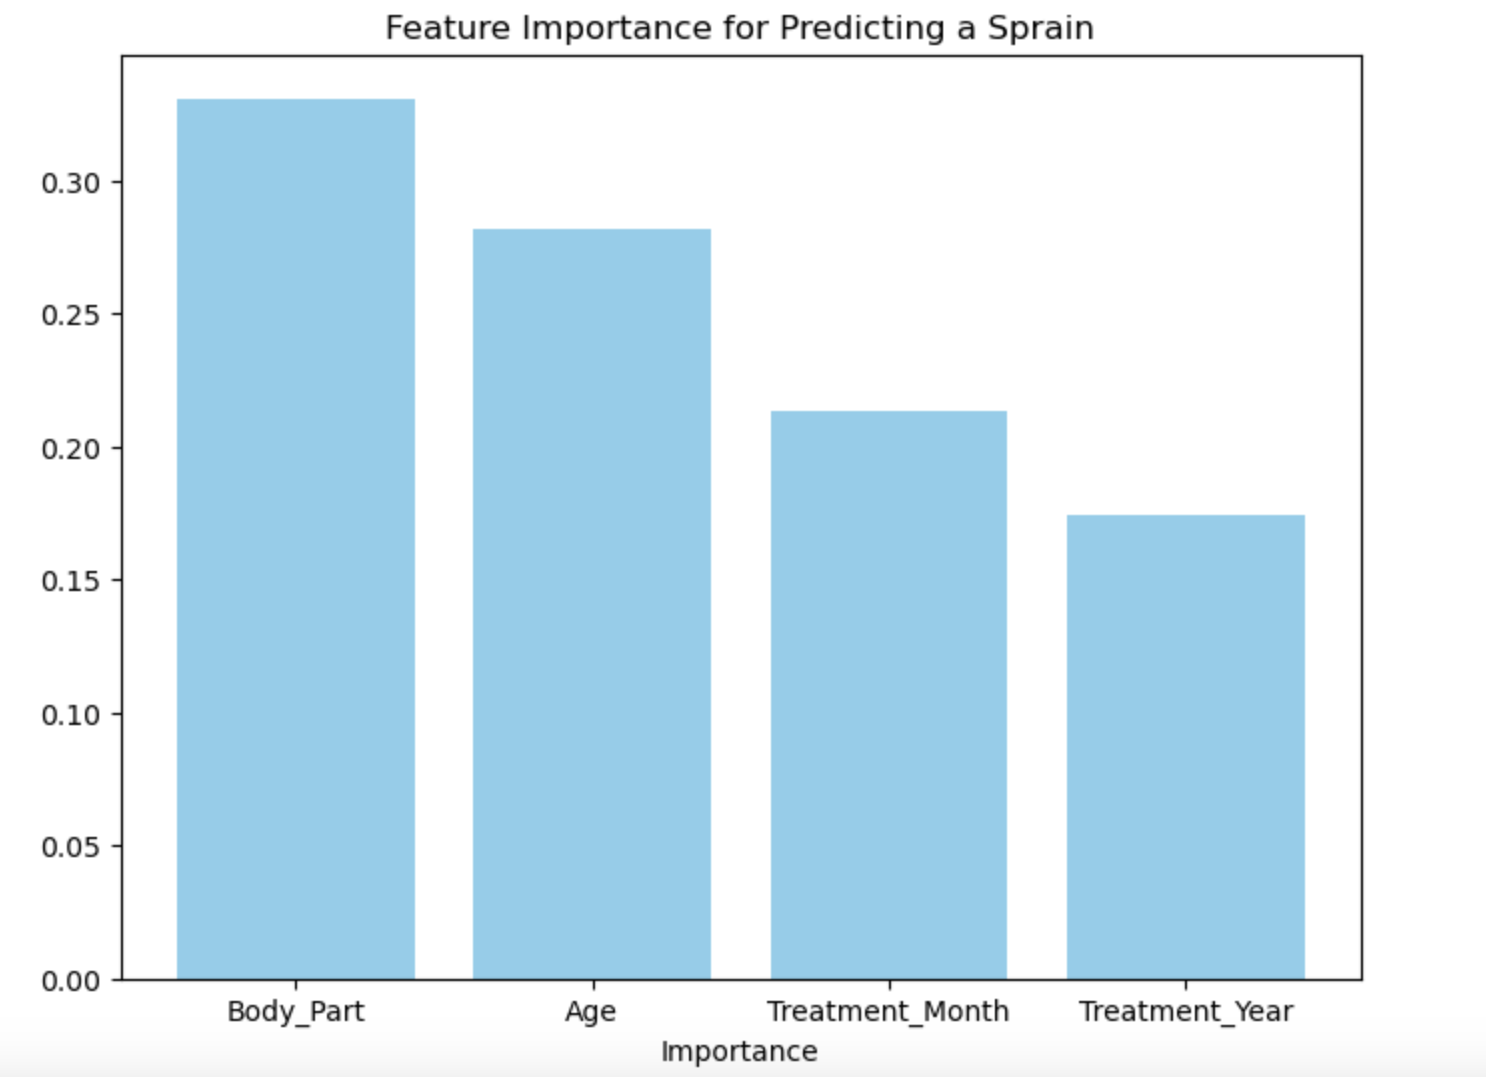 Feature Importance for Predicting a Sprain
0.30
0.25
0.20
0.15
0.10
0.05
0.00
Body_Part Age Treatment_Month Treatment_Year
Importance